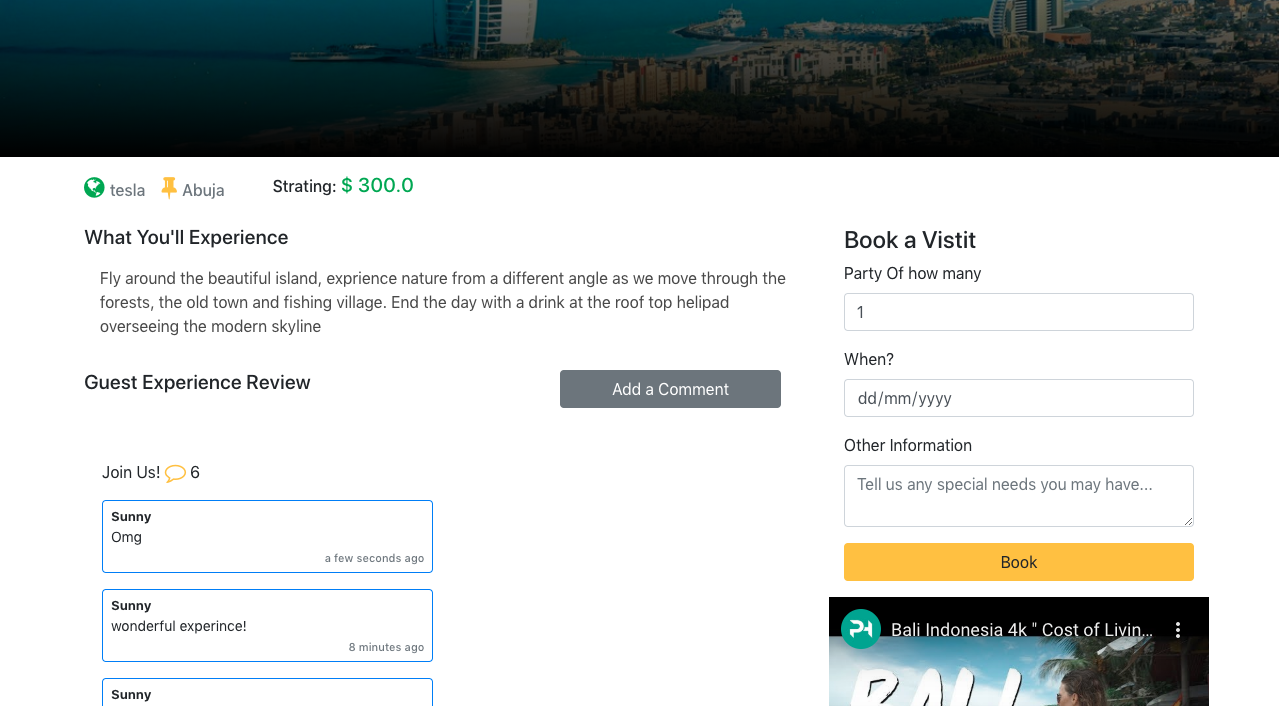 tesla Abuja Strating: $ 300.0
What You'll Experience
Fly around the beautiful island, exprience nature from a different angle as we move through the
forests, the old town and fishing village. End the day with a drink at the roof top helipad
overseeing the modern skyline
Guest Experience Review
Add a Comment
Join Us! 6
Sunny
Omg
a few seconds ago
Sunny
wonderful experince!
8 minutes ago
Sunny
Book a Vistit
Party Of how many
1
When?
dd/mm/yyyy
Other Information
Tell us any special needs you may have...
Book
Bali Indonesia 4k " Cost of Livin...
BALI